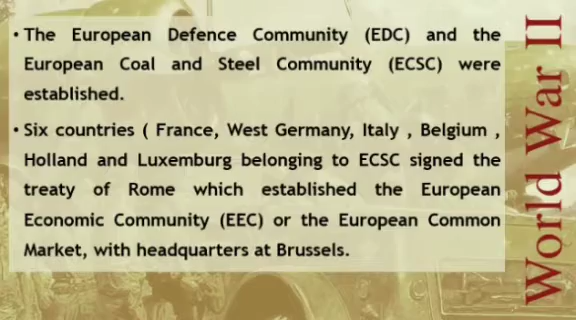 • The European Defence Community (EDC) and the
European Coal and Steel Community (ECSC) were
established.
• Six countries ( France, West Germany, Italy , Belgium ,
Holland and Luxemburg belonging to ECSC signed the
treaty of Rome which established the European
Economic Community (EEC) or the European Common
Market, with headquarters at Brussels.
World War II